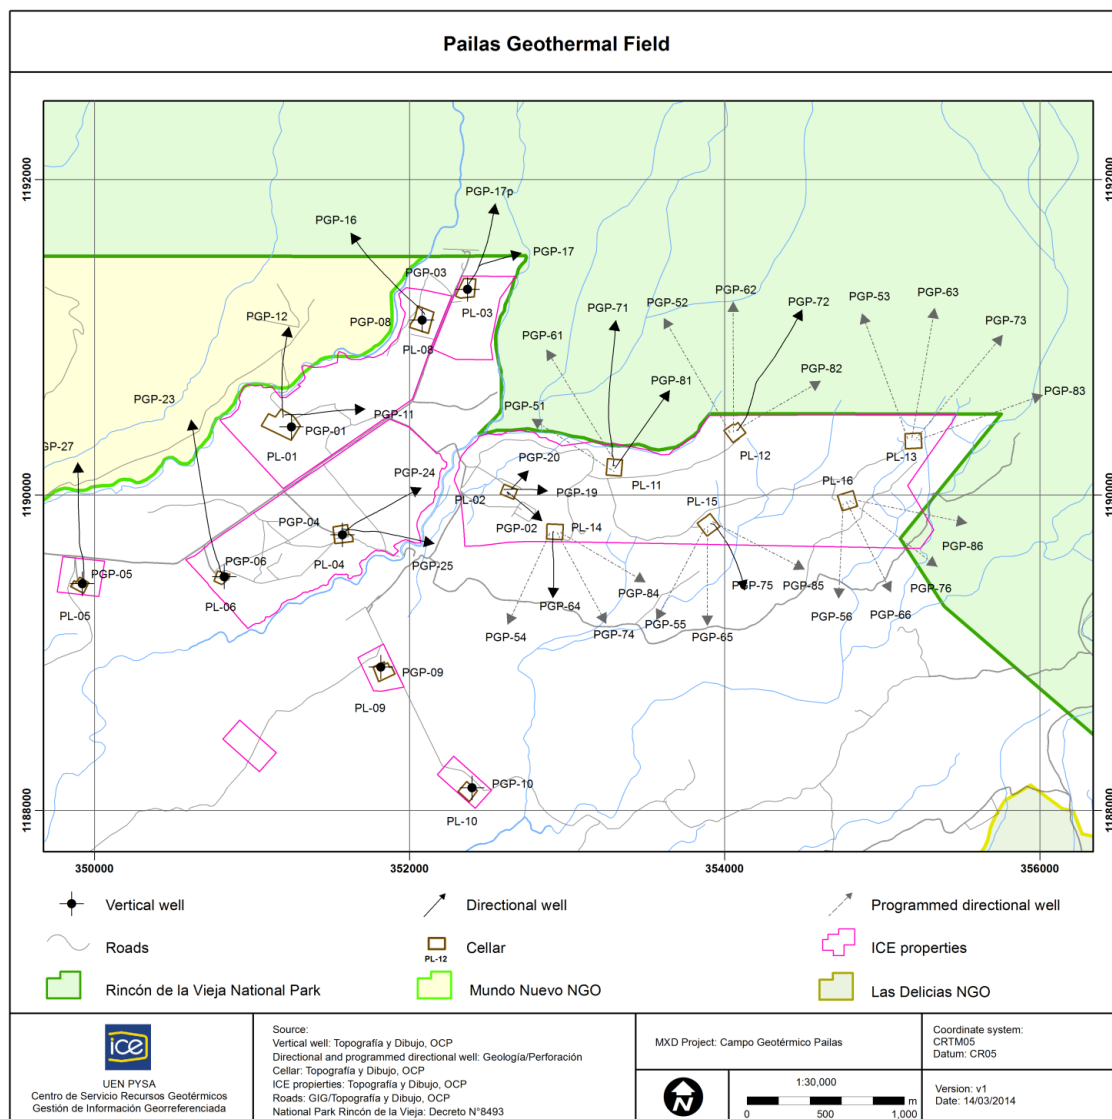 Pailas Geothermal Field
1192000
1192000
PGP-17p
PGP-16
PGP-17
PGP-03
PGP-62
PGP-63
PGP-71
PGP-52
PGP-72
PGP-53
PL-03
PGP-12
PGP-08
PGP-73
PGP-61
PL-08
PGP-82
PGP-81
PGP-83
PGP-23
PGP-51
PGP-11
PGP-01
PGP-27
PL-12
PL-13
PL-01
PGP-20
PGP-24
PL-11
PL-16
1190000
1190000
PL-02
PGP-19
PL-15
PGP-04
PGP-02
PL-14
PGP-86
PL-04
PGP-06
PGP-25
PGP-05
PGP-75
PGP-85
PGP-76
PGP-84
PL-05
PL-06
PGP-64
PGP-55
PGP-56
PGP-66
PGP-54
PGP-74
PGP-65
PGP-09
PL-09
PGP-10
PL-10
1188000
1188000
350000
352000
354000
356000
Vertical well
Directional well
Programmed directional well
Roads
Cellar
PL-12
ICE properties
Rincón de la Vieja National Park
Mundo Nuevo NGO
Las Delicias NGO
ice
UEN PYSA
Centro de Servicio Recursos Geotérmicos
Gestión de Información Georreferenciada
Source:
Vertical well: Topografía y Dibujo, OCP
Directional and programmed directional well: Geología/Perforación
Cellar: Topografía y Dibujo, OCP
ICE propierties: Topografía y Dibujo, OCP
Roads: GIG/Topografía y Dibujo, OCP
National Park Rincón de la Vieja: Decreto N°8493
MXD Project: Campo Geotérmico Pailas
N
1:30,000
m
0
500
1,000
Coordinate system:
CRTM05
Datum: CR05
Version: v1
Date: 14/03/2014